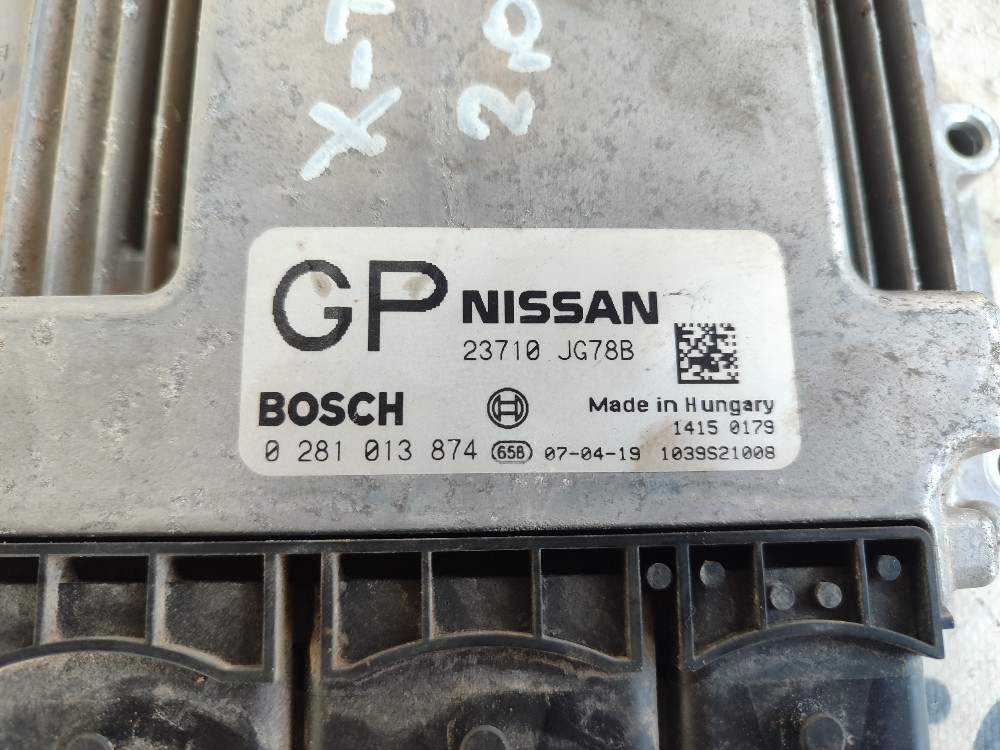 X-T
20
GP NISSAN
23710 JG78B
BOSCH Made in Hungary
1415 0179
0 281 013 874 658 07-04-19 1039S21008